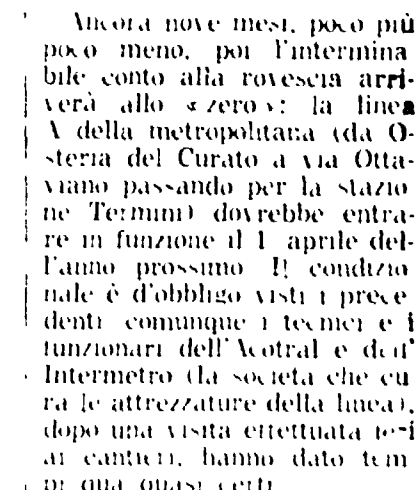 Ancora nove mesi, poco più
poco meno, poi l'intermina
bile conto alla rovescia arri-
verà allo «zero»: la linea
A della metropolitana (da O-
steria del Curato a via Otta-
viano passando per la stazio
ne Termini) dovrebbe entra-
re in funzione il 1 aprile del-
l'anno prossimo Il condizio
nale è d'obbligo visti i prece
denti comunque i tecnici e i
funzionari dell'Acotral e dell'
Intermetro (la società che cu
ra le attrezzature della linea),
dopo una visita effettuata ie-i
ai cantieri, hanno dato tem
pi qua quasi certi